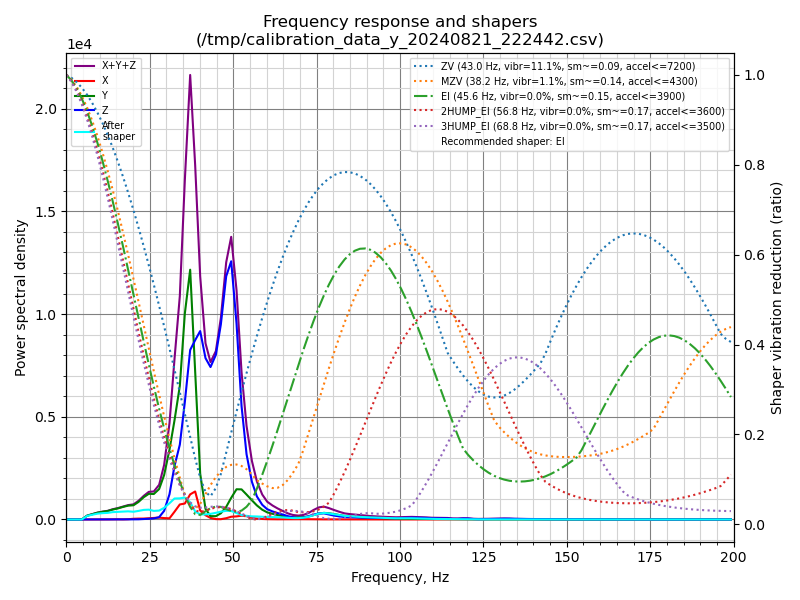 Frequency response and shapers
(/tmp/calibration_data_y_20240821_222442.csv)
1e4
X+Y+Z
X
Y
Z
After
shaper
ZV (43.0 Hz, vibr=11.1%, sm~=0.09, accel<=7200)
MZV (38.2 Hz, vibr=1.1%, sm~=0.14, accel<=4300)
EI (45.6 Hz, vibr=0.0%, sm~=0.15, accel<=3900)
2HUMP_EI (56.8 Hz, vibr=0.0%, sm~=0.17, accel<=3600)
3HUMP_EI (68.8 Hz, vibr=0.0%, sm~=0.17, accel<=3500)
Recommended shaper: EI
Power spectral density
2.0
1.5
1.0
0.5
0.0
1.0
0.8
0.6
0.4
0.2
0.0
Shaper vibration reduction (ratio)
0 25 50 75 100 125 150 175 200
Frequency, Hz